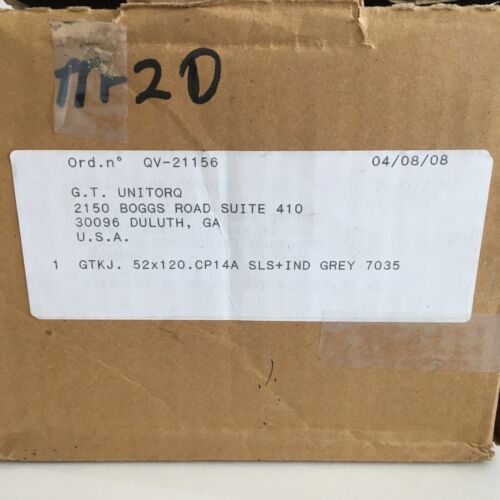 2D
Ord.n° QV-21156 04/08/08
G.T. UNITORQ
2150 BOGGS ROAD SUITE 410
30096 DULUTH, GA
U.S.A.
1 GTKJ. 52x120.CP14A SLS+IND GREY 7035